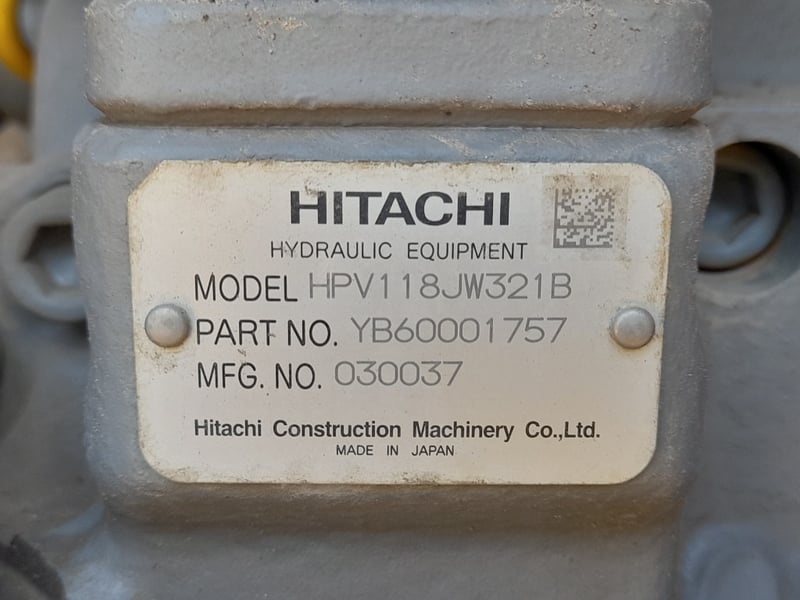 HITACHI
HYDRAULIC EQUIPMENT
MODEL HPV118JW321B
PART NO. YB60001757
MFG. NO. 030037
Hitachi Construction Machinery Co.,Ltd.
MADE IN JAPAN